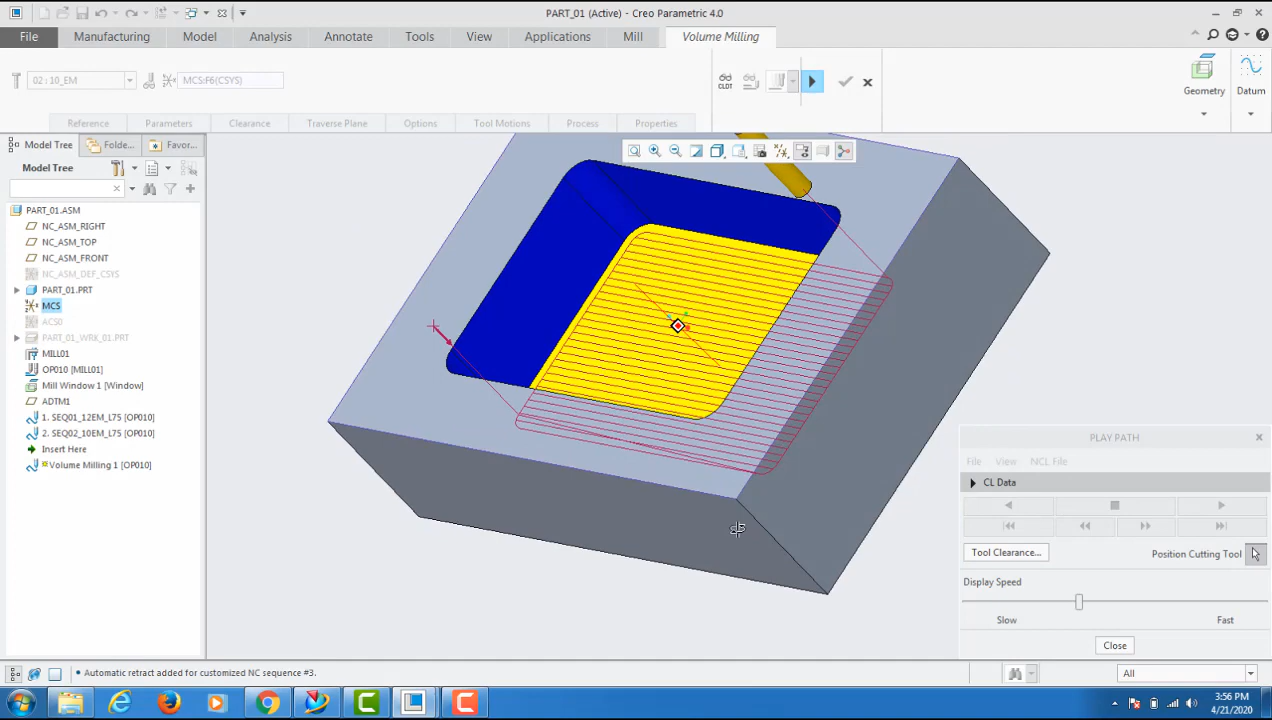 PART_01 (Active) - Creo Parametric 4.0
File Manufacturing Model Analysis Annotate Tools View Applications Mill Volume Milling
02 : 10_EM
MCS:F6(CSYS)
CLDT
Geometry
Datum
Reference Parameters Clearance Traverse Plane Options Tool Motions Process Properties
Model Tree
Folde...
Favor...
Model Tree
PART_01.ASM
NC_ASM_RIGHT
NC_ASM_TOP
NC_ASM_FRONT
NC_ASM_DEF_CSYS
PART_01.PRT
MCS
ACS0
PART_01_WRK_01.PRT
MILL01
OP010 [MILL01]
Mill Window 1 [Window]
ADTM1
1. SEQ01_12EM_L75 [OP010]
2. SEQ02_10EM_L75 [OP010]
Insert Here
Volume Milling 1 [OP010]
PLAY PATH
File View NCL File
CL Data
Tool Clearance...
Position Cutting Tool
Display Speed
Slow
Fast
Close
• Automatic retract added for customized NC sequence #3.
All
3:56 PM
4/21/2020